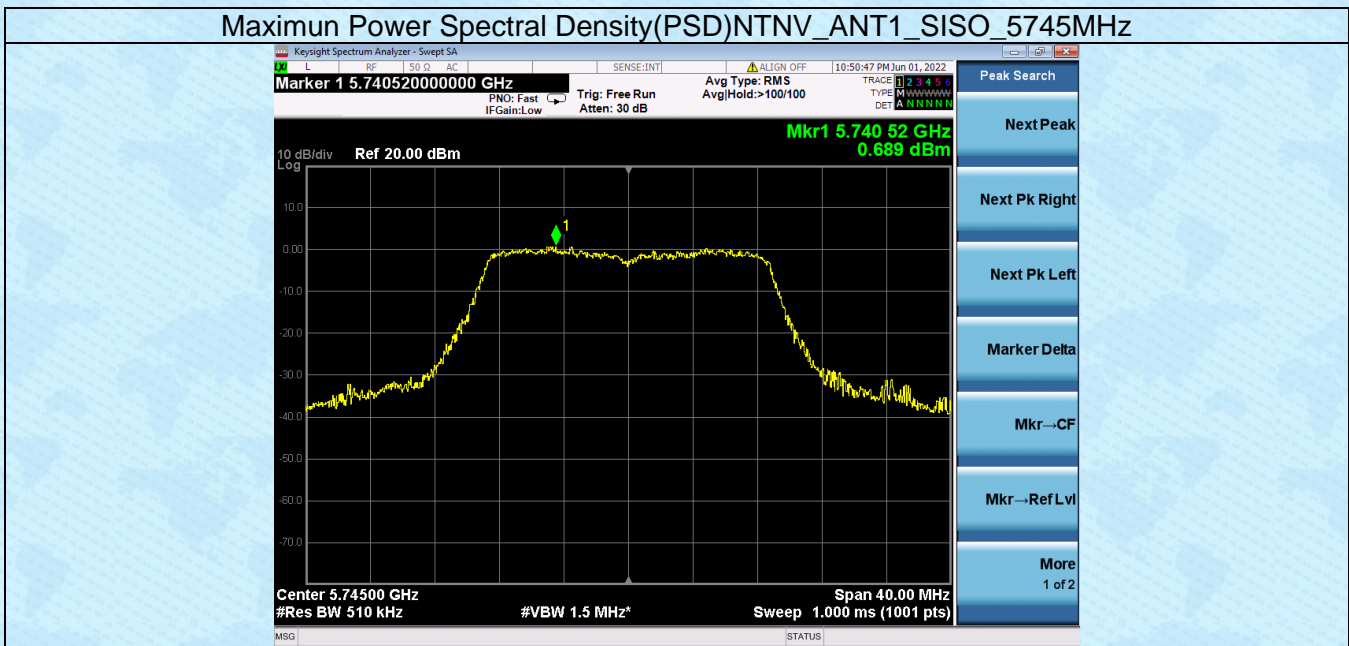 Maximun Power Spectral Density(PSD)NTNV_ANT1_SISO_5745MHz
Keysight Spectrum Analyzer - Swept SA
LXI L RF 50 Ω AC SENSE:INT ALIGN OFF 10:50:47 PM Jun 01, 2022
Marker 1 5.740520000000 GHz
PNO: Fast
IFGain:Low
Trig: Free Run
Atten: 30 dB
Avg Type: RMS
Avg|Hold:>100/100
TRACE 1 2 3 4 5 6
TYPE M W W W W W
DET A N N N N N
Peak Search
Next Peak
Next Pk Right
Next Pk Left
Marker Delta
Mkr→CF
Mkr→Ref Lvl
More
1 of 2
Mkr1 5.740 52 GHz
0.689 dBm
10 dB/div Ref 20.00 dBm
Log
10.0
0.00
-10.0
-20.0
-30.0
-40.0
-50.0
-60.0
-70.0
1
Center 5.74500 GHz Span 40.00 MHz
#Res BW 510 kHz #VBW 1.5 MHz* Sweep 1.000 ms (1001 pts)
MSG STATUS